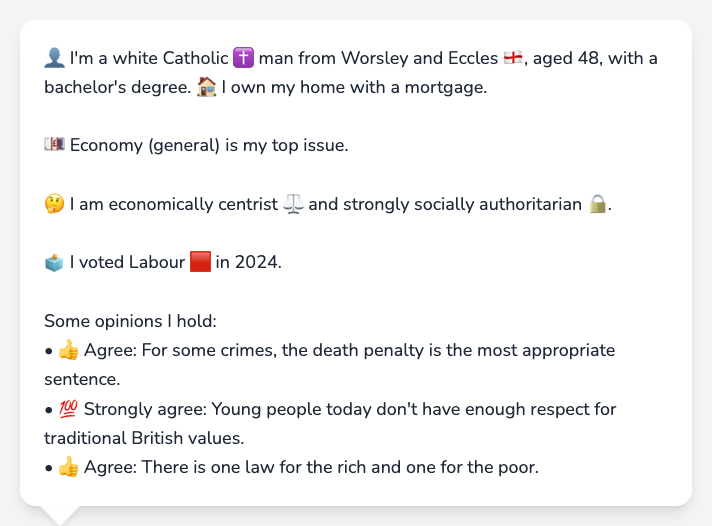 👤 I'm a white Catholic ✝️ man from Worsley and Eccles 🏴󠁧󠁢󠁥󠁮󠁧󠁿, aged 48, with a
bachelor's degree. 🏠 I own my home with a mortgage.
💷 Economy (general) is my top issue.
🤔 I am economically centrist ⚖️ and strongly socially authoritarian 🔒.
🗳️ I voted Labour 🟥 in 2024.
Some opinions I hold:
• 👍 Agree: For some crimes, the death penalty is the most appropriate
sentence.
• 💯 Strongly agree: Young people today don't have enough respect for
traditional British values.
• 👍 Agree: There is one law for the rich and one for the poor.